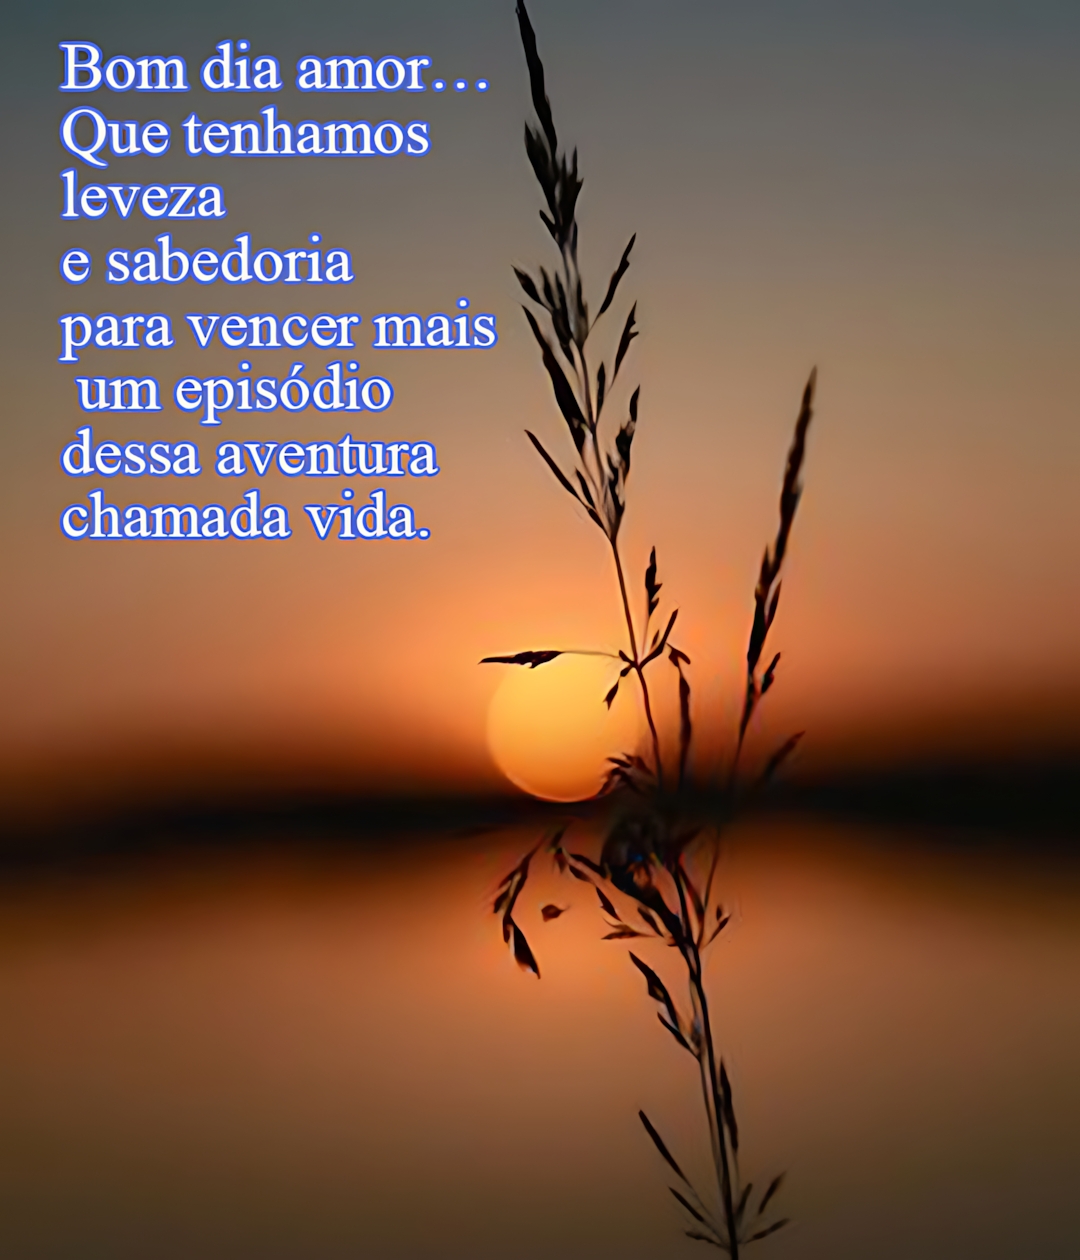 Bom dia amor...
Que tenhamos
leveza
e sabedoria
para vencer mais
um episódio
dessa aventura
chamada vida.